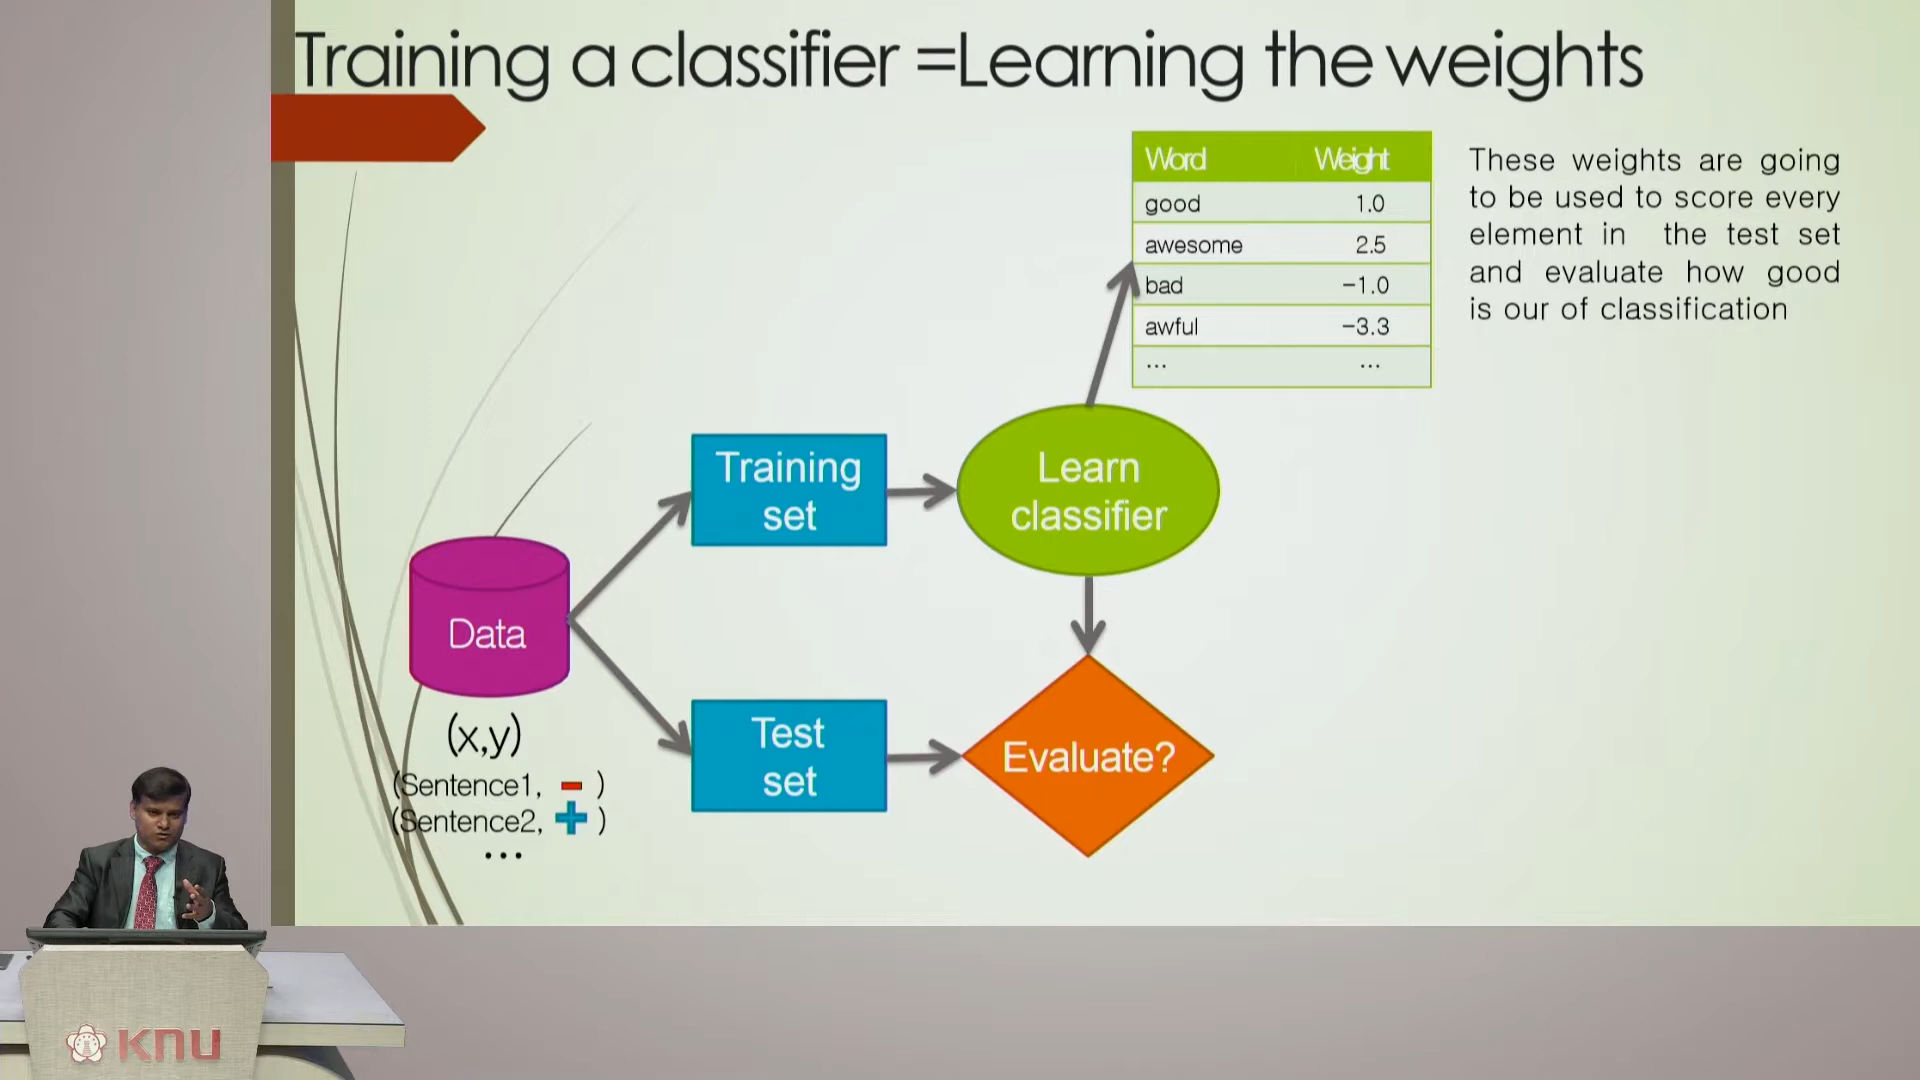 Training a classifier =Learning the weights
Word Weight
good 1.0
awesome 2.5
bad −1.0
awful −3.3
... ...
These weights are going
to be used to score every
element in the test set
and evaluate how good
is our of classification
Training
set
Learn
classifier
Data
(x,y)
(Sentence1, - )
(Sentence2, + )
...
Test
set
Evaluate?
KNU